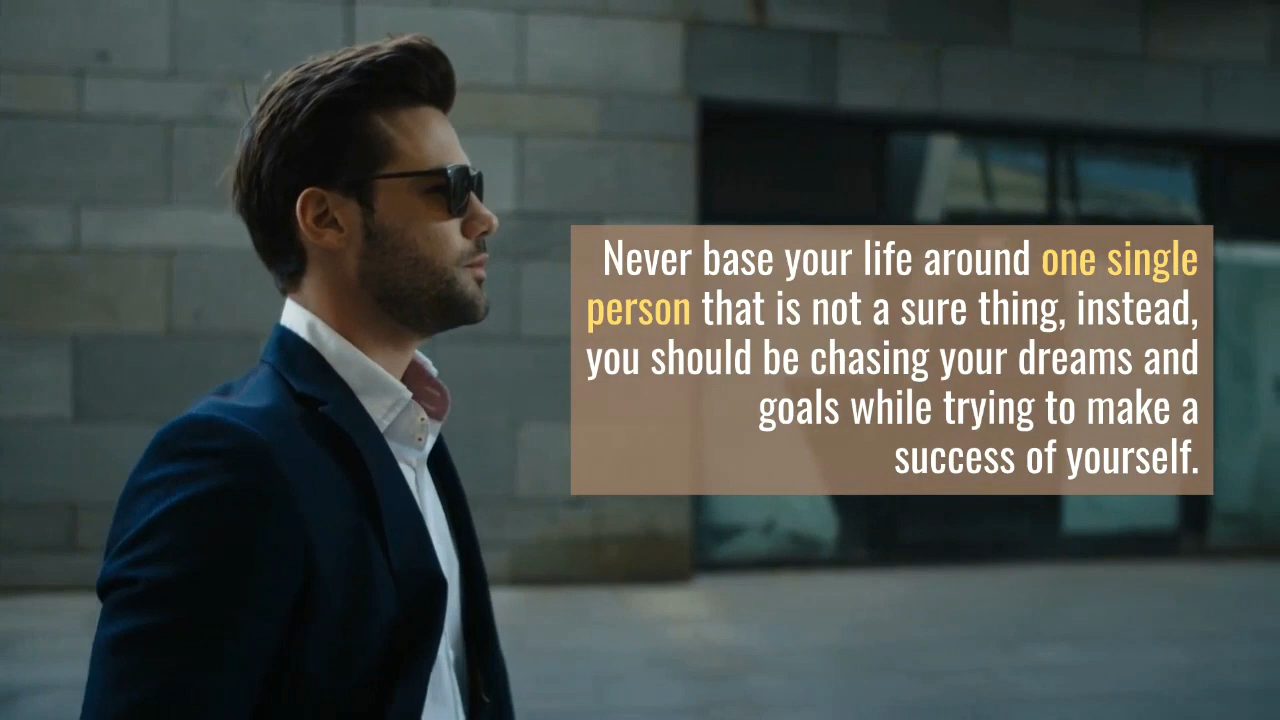 Never base your life around one single
person that is not a sure thing, instead,
you should be chasing your dreams and
goals while trying to make a
success of yourself.